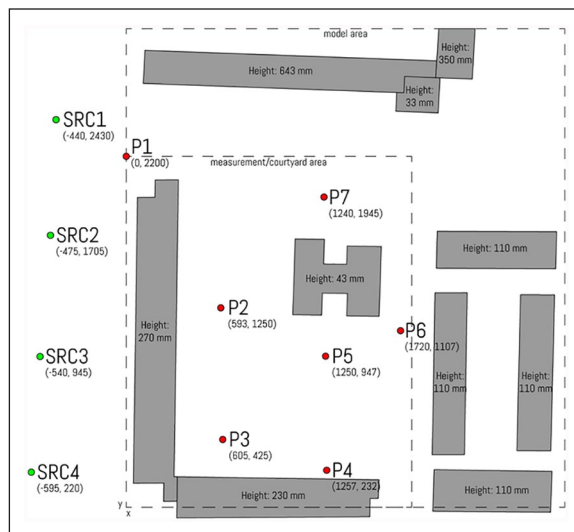 model area
Height:
350 mm
Height: 643 mm
Height:
33 mm
SRC1
(-440, 2430)
P1
(0, 2200)
measurement/courtyard area
P7
(1240, 1945)
SRC2
(-475, 1705)
Height: 110 mm
Height: 43 mm
P2
(593, 1250)
Height:
270 mm
P6
(1720, 1107)
SRC3
(-540, 945)
P5
(1250, 947)
Height:
110 mm
Height:
110 mm
P3
(605, 425)
SRC4
(-595, 220)
P4
(1257, 232)
Height: 230 mm
Height: 110 mm
y
x